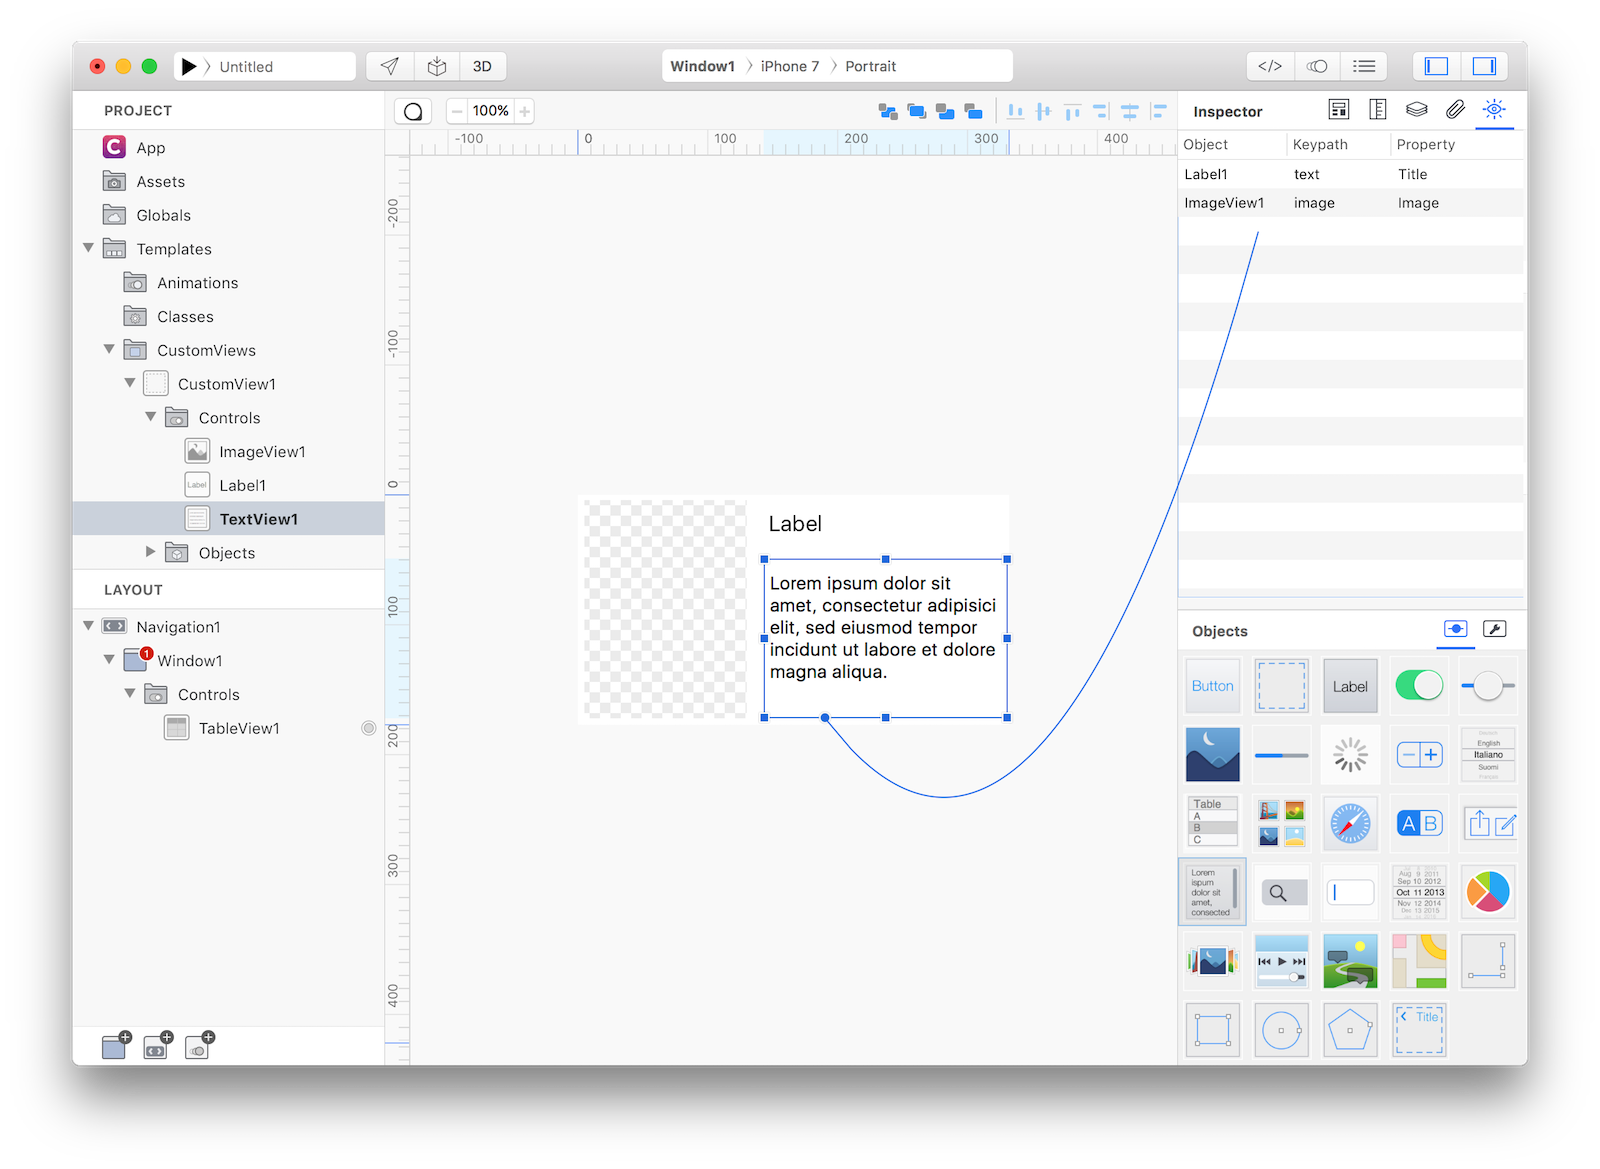 Untitled
3D
Window1 > iPhone 7 > Portrait
</>
PROJECT
100%
Inspector
-100 0 100 200 300 400
Object Keypath Property
Label1 text Title
ImageView1 image Image
App
Assets
Globals
Templates
Animations
Classes
CustomViews
CustomView1
Controls
ImageView1
Label
Label1
TextView1
Objects
-200
-100
0
100
200
300
400
Label
Lorem ipsum dolor sit
amet, consectetur adipisici
elit, sed eiusmod tempor
incidunt ut labore et dolore
magna aliqua.
LAYOUT
Navigation1
1
Window1
Controls
TableView1
Objects
Button
Label
Deutsch
English
Italiano
Suomi
Français
Table
A
B
C
A B
Lorem
ispum
dolor sit
amet,
consected
Aug 9 2011
Sep 10 2012
Oct 11 2013
Nov 12 2014
Dec 13 2015
Title